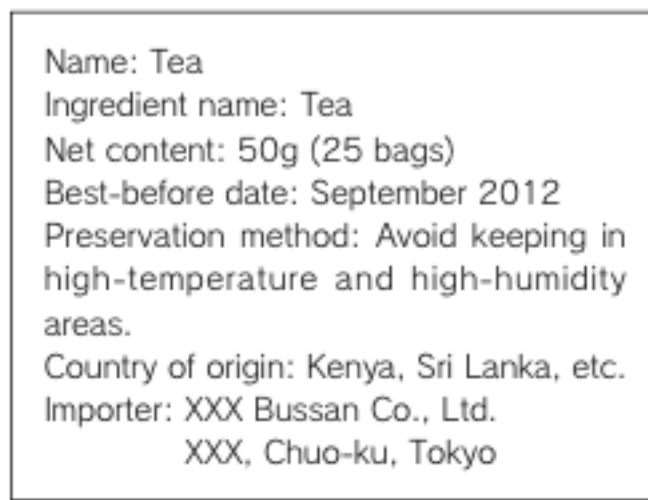 Name: Tea
Ingredient name: Tea
Net content: 50g (25 bags)
Best-before date: September 2012
Preservation method: Avoid keeping in
high-temperature and high-humidity
areas.
Country of origin: Kenya, Sri Lanka, etc.
Importer: XXX Bussan Co., Ltd.
XXX, Chuo-ku, Tokyo